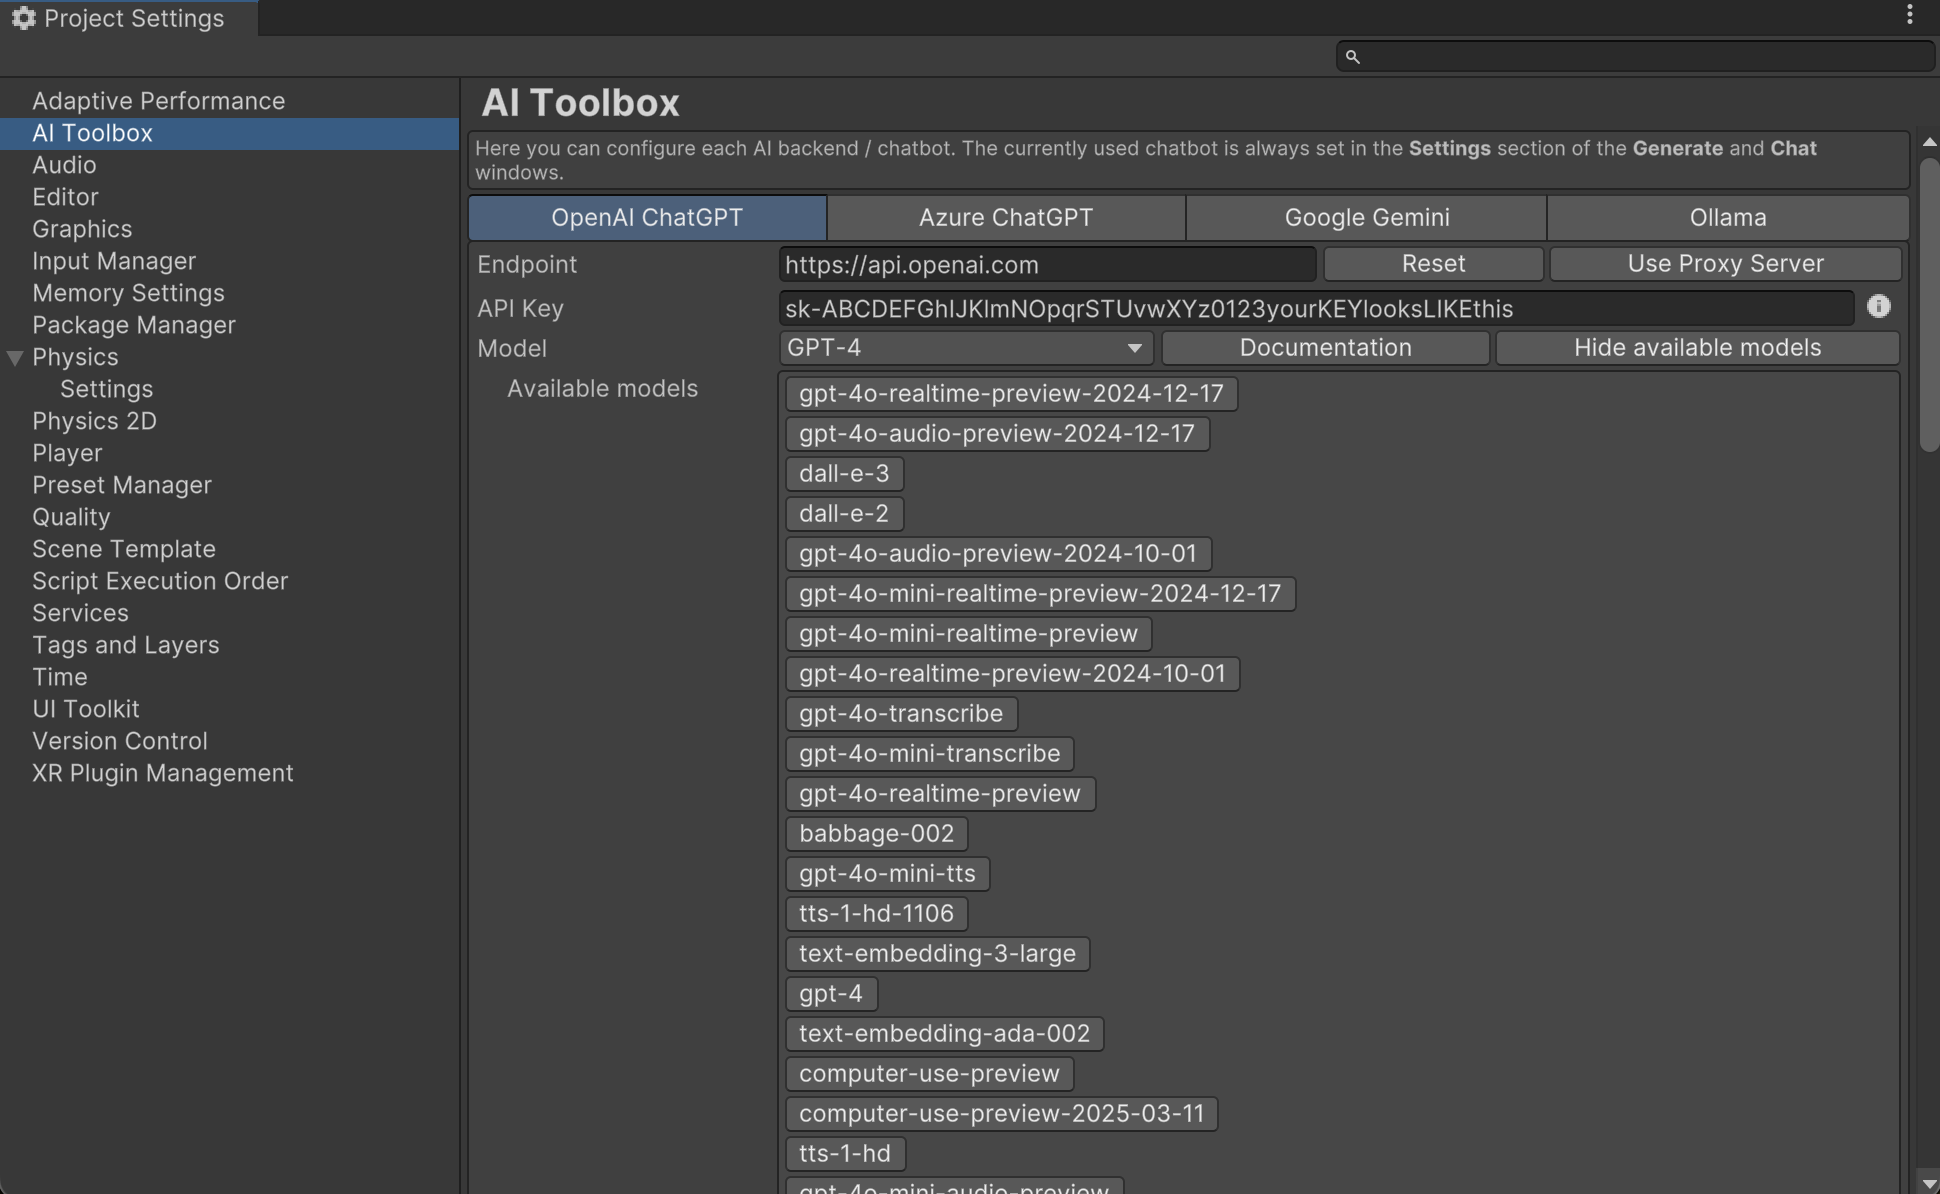 Project Settings
Adaptive Performance
AI Toolbox
Audio
Editor
Graphics
Input Manager
Memory Settings
Package Manager
Physics
Settings
Physics 2D
Player
Preset Manager
Quality
Scene Template
Script Execution Order
Services
Tags and Layers
Time
UI Toolkit
Version Control
XR Plugin Management
AI Toolbox
Here you can configure each AI backend / chatbot. The currently used chatbot is always set in the Settings section of the Generate and Chat
windows.
OpenAI ChatGPT Azure ChatGPT Google Gemini Ollama
Endpoint https://api.openai.com Reset Use Proxy Server
API Key sk-ABCDEFGhIJKlmNOpqrSTUvwXYz0123yourKEYlooksLIKEthis
Model GPT-4 Documentation Hide available models
Available models
gpt-4o-realtime-preview-2024-12-17
gpt-4o-audio-preview-2024-12-17
dall-e-3
dall-e-2
gpt-4o-audio-preview-2024-10-01
gpt-4o-mini-realtime-preview-2024-12-17
gpt-4o-mini-realtime-preview
gpt-4o-realtime-preview-2024-10-01
gpt-4o-transcribe
gpt-4o-mini-transcribe
gpt-4o-realtime-preview
babbage-002
gpt-4o-mini-tts
tts-1-hd-1106
text-embedding-3-large
gpt-4
text-embedding-ada-002
computer-use-preview
computer-use-preview-2025-03-11
tts-1-hd
gpt-4o-mini-audio-preview